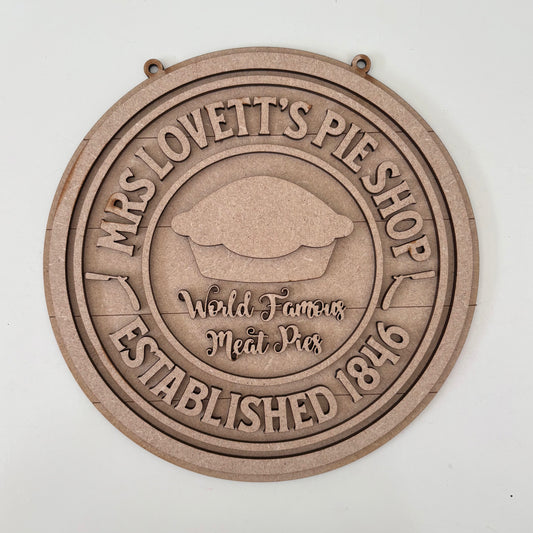 MRS LOVETT'S PIE SHOP
World Famous
Meat Pies
ESTABLISHED 1846